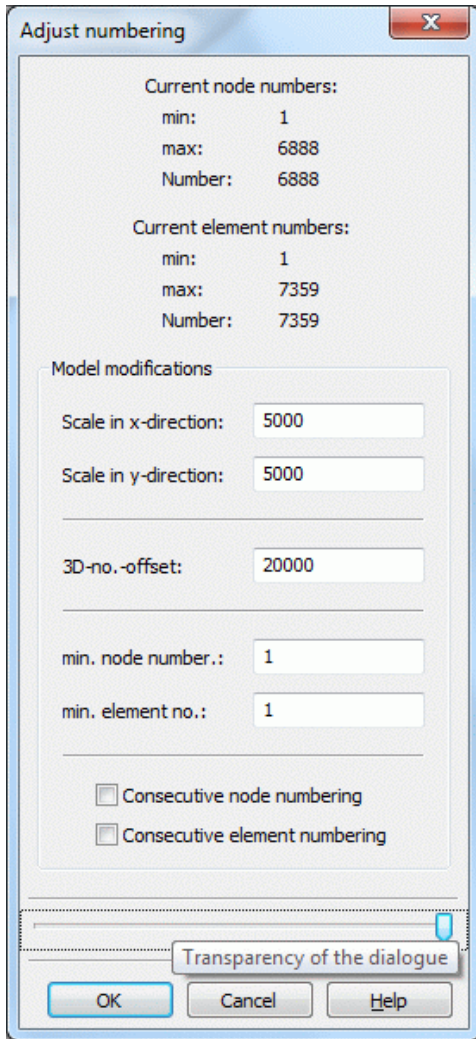 Adjust numbering
Current node numbers:
min: 1
max: 6888
Number: 6888
Current element numbers:
min: 1
max: 7359
Number: 7359
Model modifications
Scale in x-direction: 5000
Scale in y-direction: 5000
3D-no.-offset: 20000
min. node number.: 1
min. element no.: 1
Consecutive node numbering
Consecutive element numbering
Transparency of the dialogue
OK Cancel Help